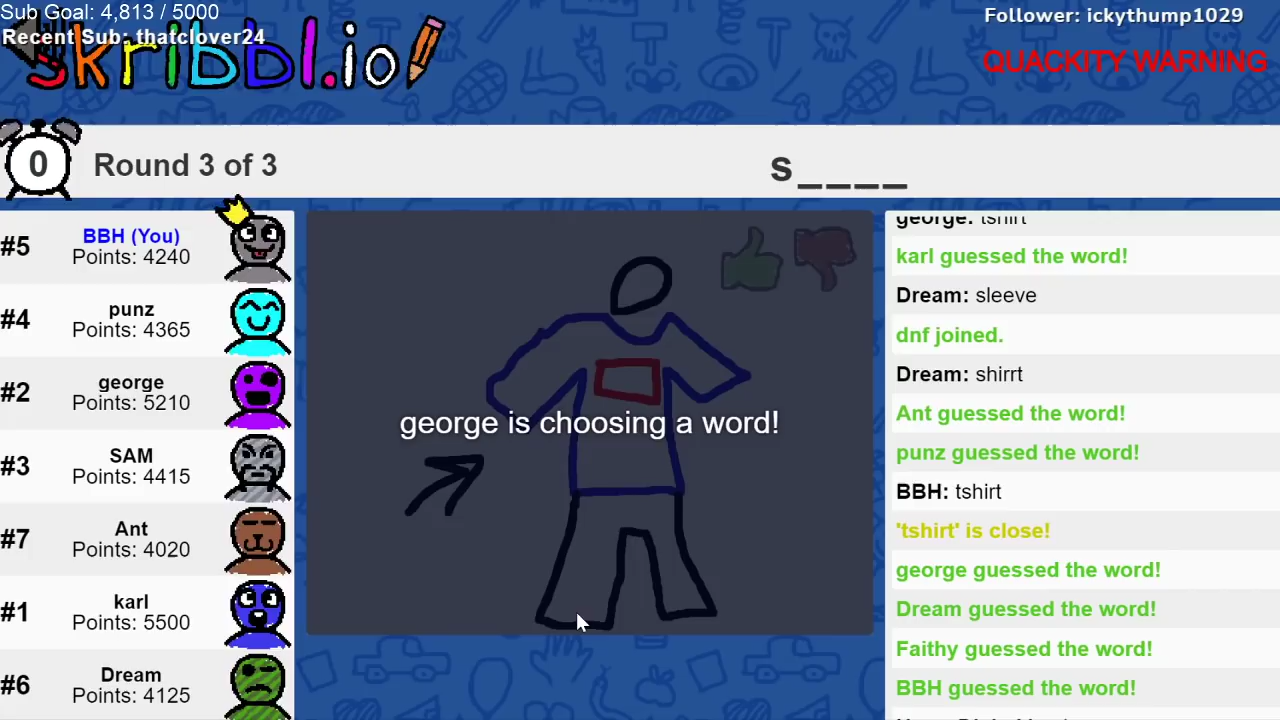 Sub Goal: 4,813 / 5000
Recent Sub: thatclover24
skribbl.io
Follower: ickythump1029
QUACKITY WARNING
0
Round 3 of 3
s____
#5
BBH (You)
Points: 4240
#4
punz
Points: 4365
#2
george
Points: 5210
#3
SAM
Points: 4415
#7
Ant
Points: 4020
#1
karl
Points: 5500
#6
Dream
Points: 4125
george is choosing a word!
george: tshirt
karl guessed the word!
Dream: sleeve
dnf joined.
Dream: shirrt
Ant guessed the word!
punz guessed the word!
BBH: tshirt
'tshirt' is close!
george guessed the word!
Dream guessed the word!
Faithy guessed the word!
BBH guessed the word!